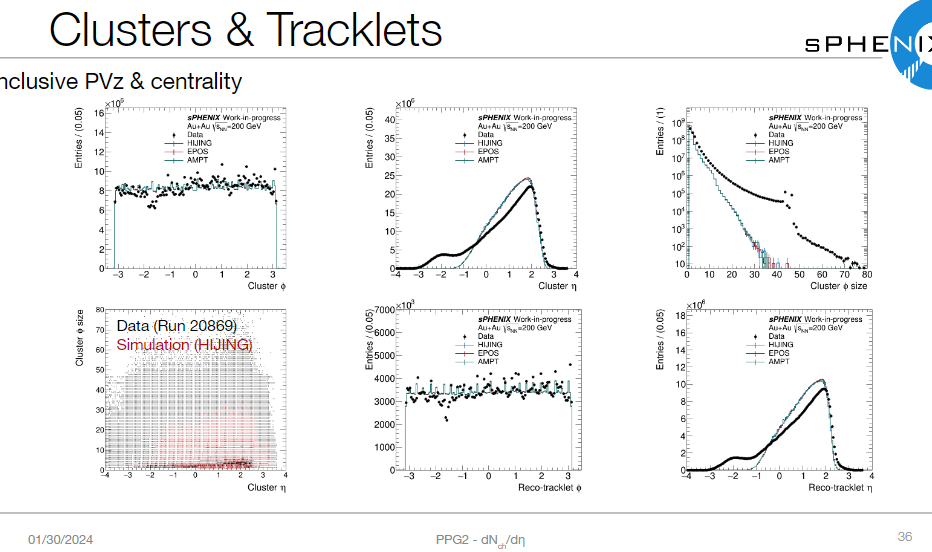 Clusters & Tracklets
sPHENIX
nclusive PVz & centrality
×10⁶
Entries / (0.05)
16
14
12
10
8
6
4
2
0
sPHENIX Work-in-progress
Au+Au √sNN=200 GeV
Data
HIJING
EPOS
AMPT
−3 −2 −1 0 1 2 3
Cluster ϕ
×10⁶
Entries / (0.05)
40
35
30
25
20
15
10
5
0
sPHENIX Work-in-progress
Au+Au √sNN=200 GeV
Data
HIJING
EPOS
AMPT
−4 −3 −2 −1 0 1 2 3 4
Cluster η
Entries / (1)
10⁹
10⁸
10⁷
10⁶
10⁵
10⁴
10³
10²
10
sPHENIX Work-in-progress
Au+Au √sNN=200 GeV
Data
HIJING
EPOS
AMPT
0 10 20 30 40 50 60 70 80
Cluster ϕ size
Cluster ϕ size
80
70
60
50
40
30
20
10
0
Data (Run 20869)
Simulation (HIJING)
−4 −3 −2 −1 0 1 2 3 4
Cluster η
×10³
Entries / (0.05)
7000
6000
5000
4000
3000
2000
1000
0
sPHENIX Work-in-progress
Au+Au √sNN=200 GeV
Data
HIJING
EPOS
AMPT
−3 −2 −1 0 1 2 3
Reco-tracklet ϕ
×10⁶
Entries / (0.05)
18
16
14
12
10
8
6
4
2
0
sPHENIX Work-in-progress
Au+Au √sNN=200 GeV
Data
HIJING
EPOS
AMPT
−4 −3 −2 −1 0 1 2 3 4
Reco-tracklet η
01/30/2024
PPG2 - dNch/dη
36